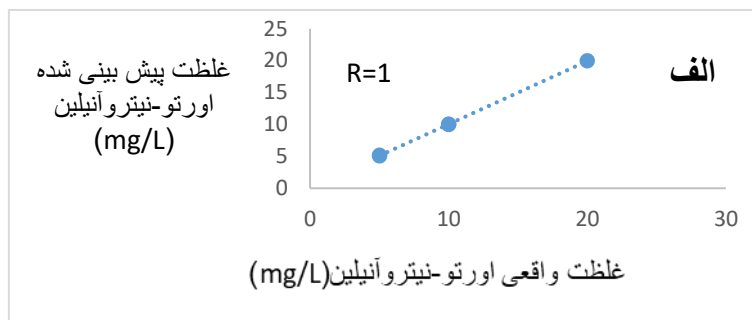 غلظت پیش بینی شده
اورتو-نیتروآنیلین
(mg/L)
25
20
15
10
5
0
R=1
الف
0
10
20
30
غلظت واقعی اورتو-نیتروآنیلین(mg/L)